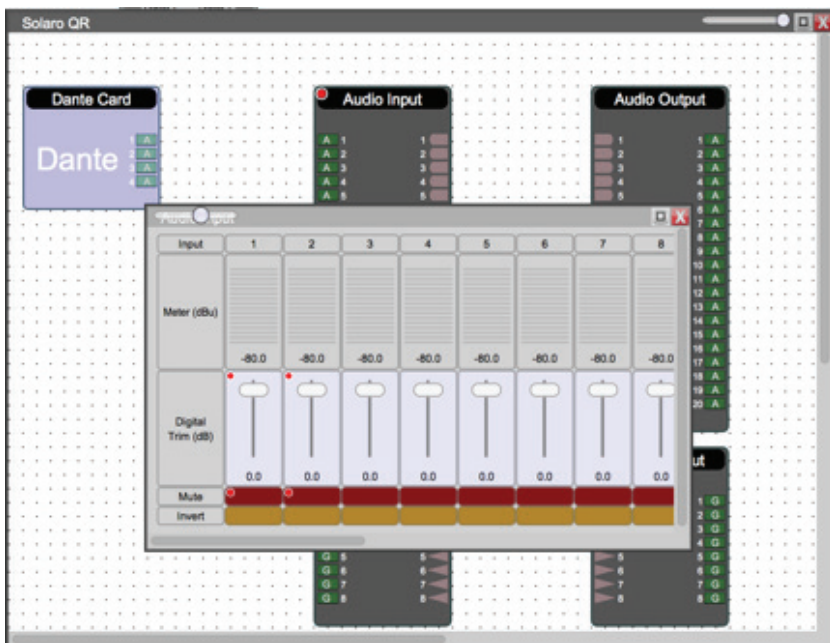 Solaro QR
Dante Card
Audio Input
Audio Output
Dante
1 A
2 A
3 A
4 A
A 1
A 2
A 3
A 4
A 5
1
2
3
4
5
1
2
3
4
5
1 A
2 A
3 A
4 A
5 A
6 A
7 A
8 A
9 A
10 A
11 A
12 A
13 A
14 A
15 A
16 A
17 A
18 A
19 A
20 A
Input 1 2 3 4 5 6 7 8
Meter (dBu)
-80.0 -80.0 -80.0 -80.0 -80.0 -80.0 -80.0 -80.0
Digital
Trim (dB)
0.0 0.0 0.0 0.0 0.0 0.0 0.0 0.0
Mute
Invert
ut
G 5
G 6
G 7
G 8
5
6
7
8
5
6
7
8
1 G
2 G
3 G
4 G
5 G
6 G
7 G
8 G